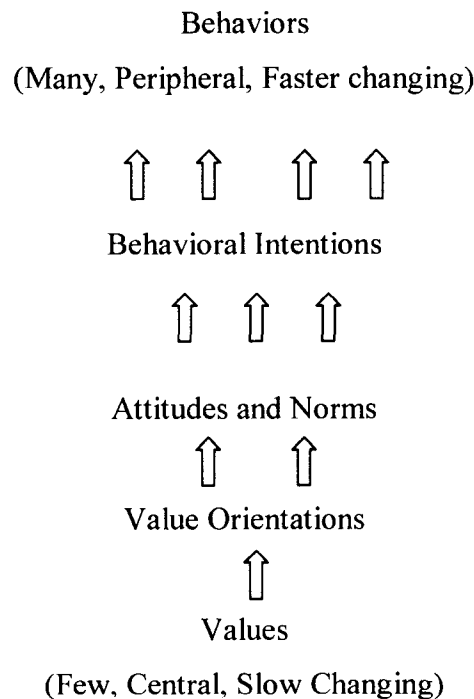 Behaviors
(Many, Peripheral, Faster changing)
Behavioral Intentions
Attitudes and Norms
Value Orientations
Values
(Few, Central, Slow Changing)